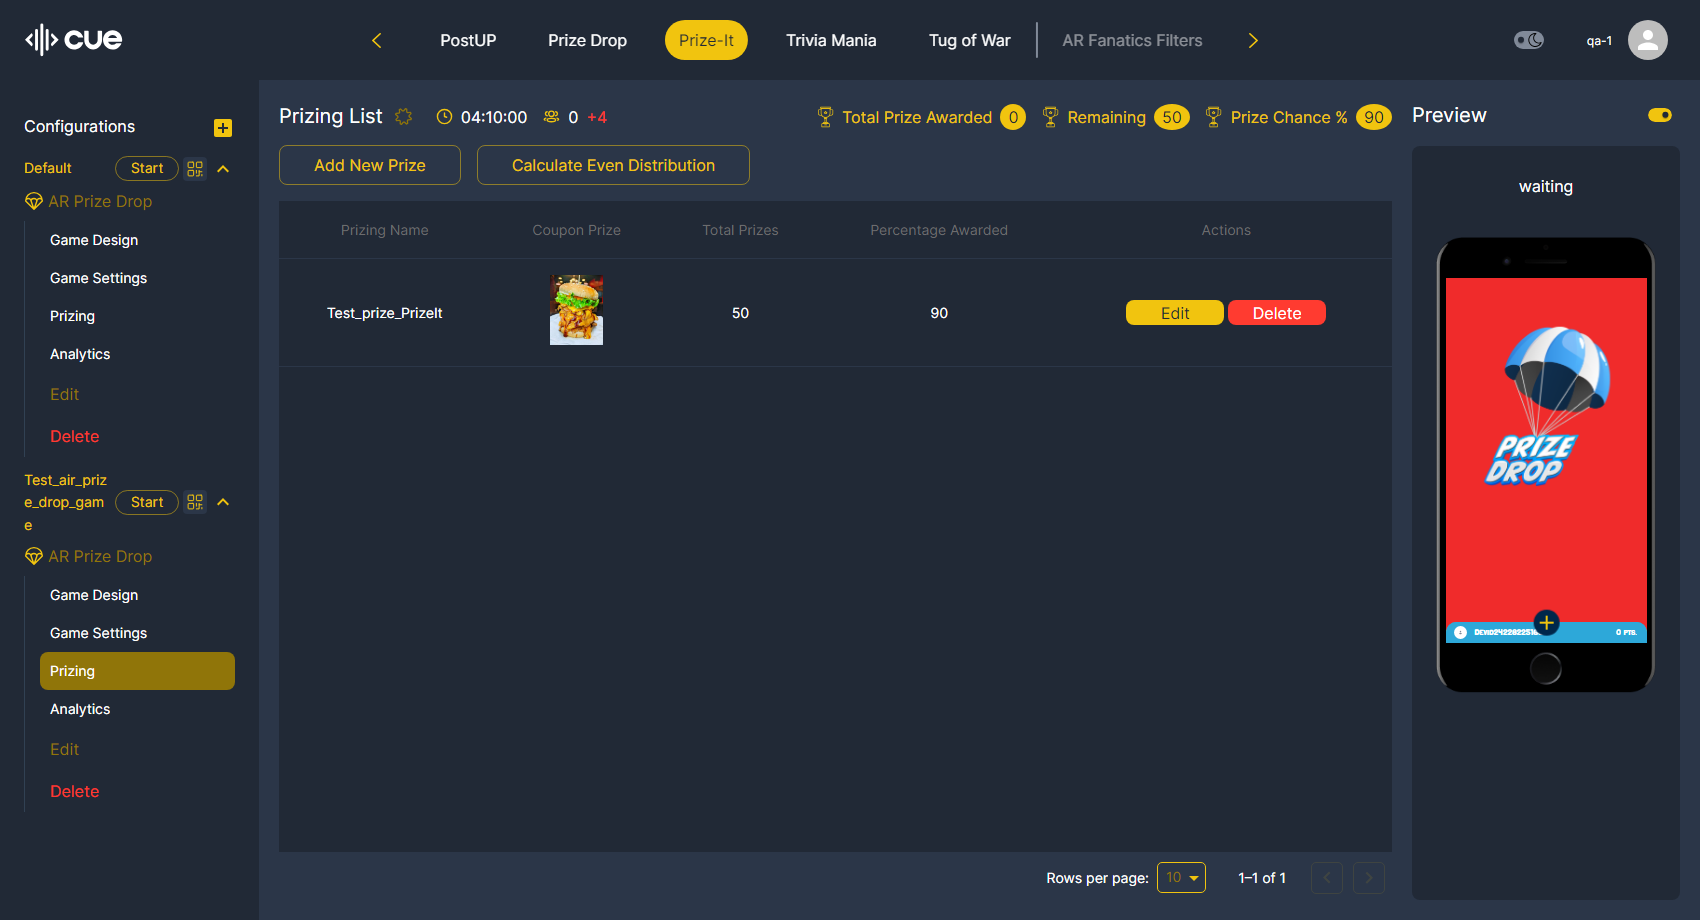 cue
PostUP
Prize Drop
Prize-It
Trivia Mania
Tug of War
AR Fanatics Filters
qa-1
Configurations
Default
Start
AR Prize Drop
Game Design
Game Settings
Prizing
Analytics
Edit
Delete
Test_air_priz
e_drop_gam
e
Start
AR Prize Drop
Game Design
Game Settings
Prizing
Analytics
Edit
Delete
Prizing List
04:10:00
0 +4
Total Prize Awarded 0
Remaining 50
Prize Chance % 90
Add New Prize
Calculate Even Distribution
Prizing Name
Coupon Prize
Total Prizes
Percentage Awarded
Actions
Test_prize_PrizeIt
50
90
Edit
Delete
Rows per page: 10
1–1 of 1
Preview
waiting
PRIZE
DROP
0 PTS.